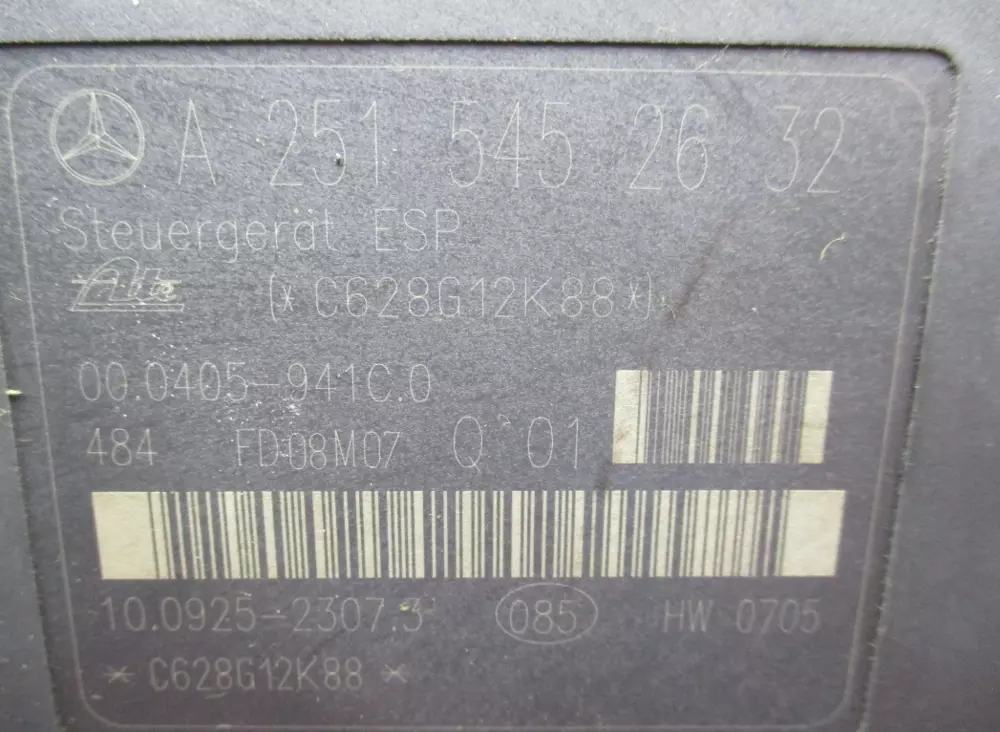 A 251 545 26 32
Steuergerät ESP
Ate (*C628G12K88*)
00.0405-941C.0
484 FD08M07 Q 01
10.0925-2307.3 085 HW 0705
*C628G12K88*